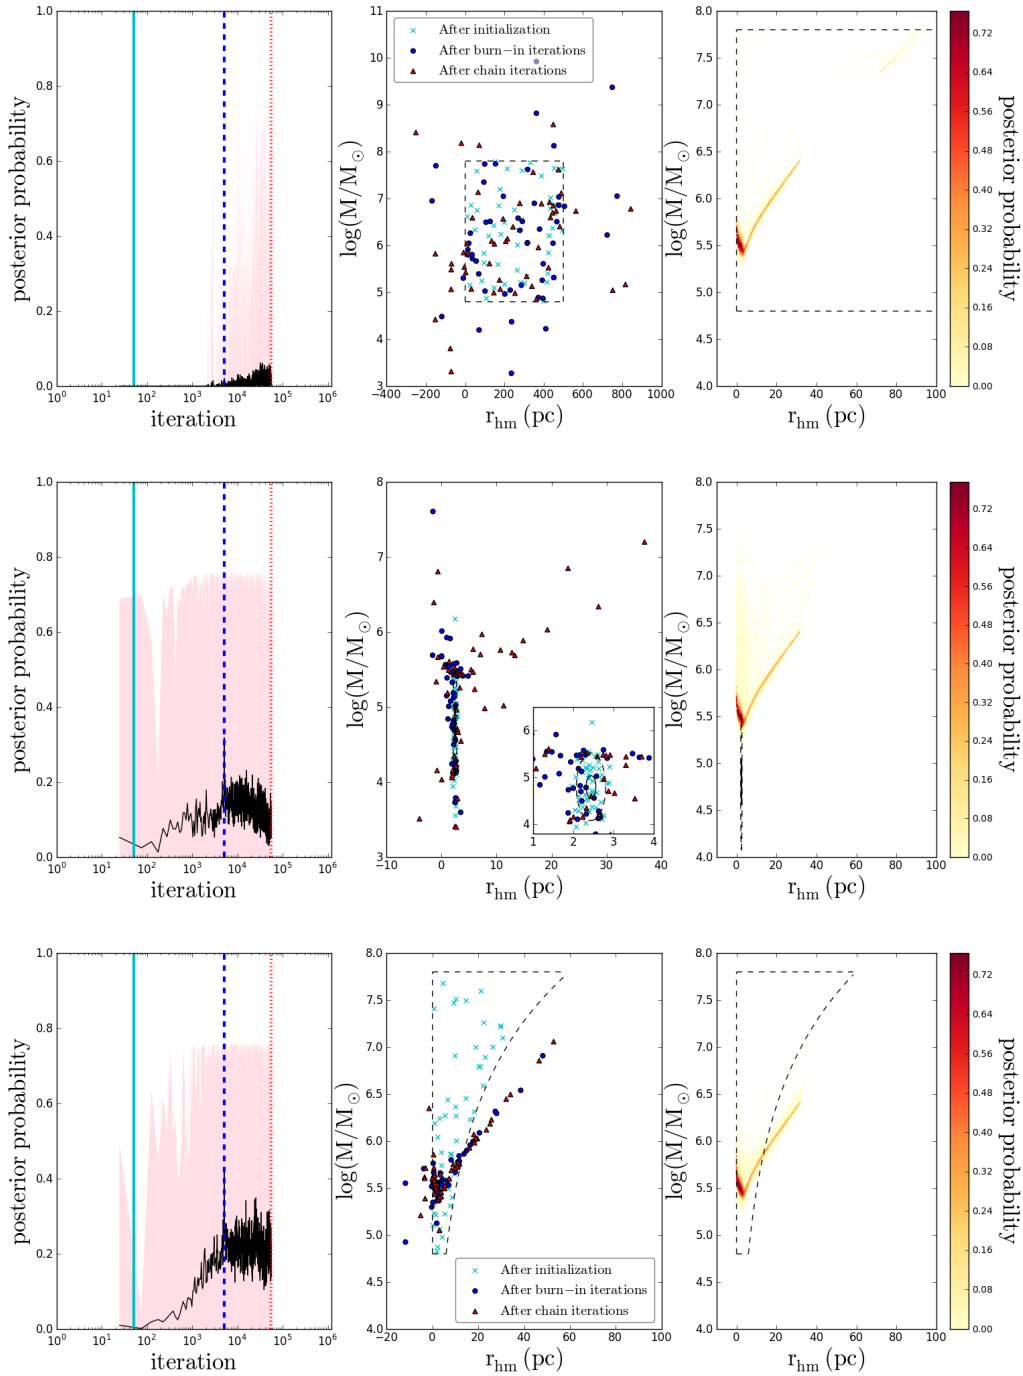 posterior probability
1.0
0.8
0.6
0.4
0.2
0.0
10^0 10^1 10^2 10^3 10^4 10^5 10^6
iteration
log(M/M⊙)
11
10
9
8
7
6
5
4
3
After initialization
After burn−in iterations
After chain iterations
−400 −200 0 200 400 600 800 1000
r_hm (pc)
log(M/M⊙)
8.0
7.5
7.0
6.5
6.0
5.5
5.0
4.5
4.0
0 20 40 60 80 100
r_hm (pc)
0.72
0.64
0.56
0.48
0.40
0.32
0.24
0.16
0.08
0.00
posterior probability
posterior probability
1.0
0.8
0.6
0.4
0.2
0.0
10^0 10^1 10^2 10^3 10^4 10^5 10^6
iteration
log(M/M⊙)
8
7
6
5
4
3
6
5
4
1 2 3 4
−10 0 10 20 30 40
r_hm (pc)
log(M/M⊙)
8.0
7.5
7.0
6.5
6.0
5.5
5.0
4.5
4.0
0 20 40 60 80 100
r_hm (pc)
0.72
0.64
0.56
0.48
0.40
0.32
0.24
0.16
0.08
0.00
posterior probability
posterior probability
1.0
0.8
0.6
0.4
0.2
0.0
10^0 10^1 10^2 10^3 10^4 10^5 10^6
iteration
log(M/M⊙)
8.0
7.5
7.0
6.5
6.0
5.5
5.0
4.5
4.0
After initialization
After burn−in iterations
After chain iterations
−20 0 20 40 60 80 100
r_hm (pc)
log(M/M⊙)
8.0
7.5
7.0
6.5
6.0
5.5
5.0
4.5
4.0
0 20 40 60 80 100
r_hm (pc)
0.72
0.64
0.56
0.48
0.40
0.32
0.24
0.16
0.08
0.00
posterior probability